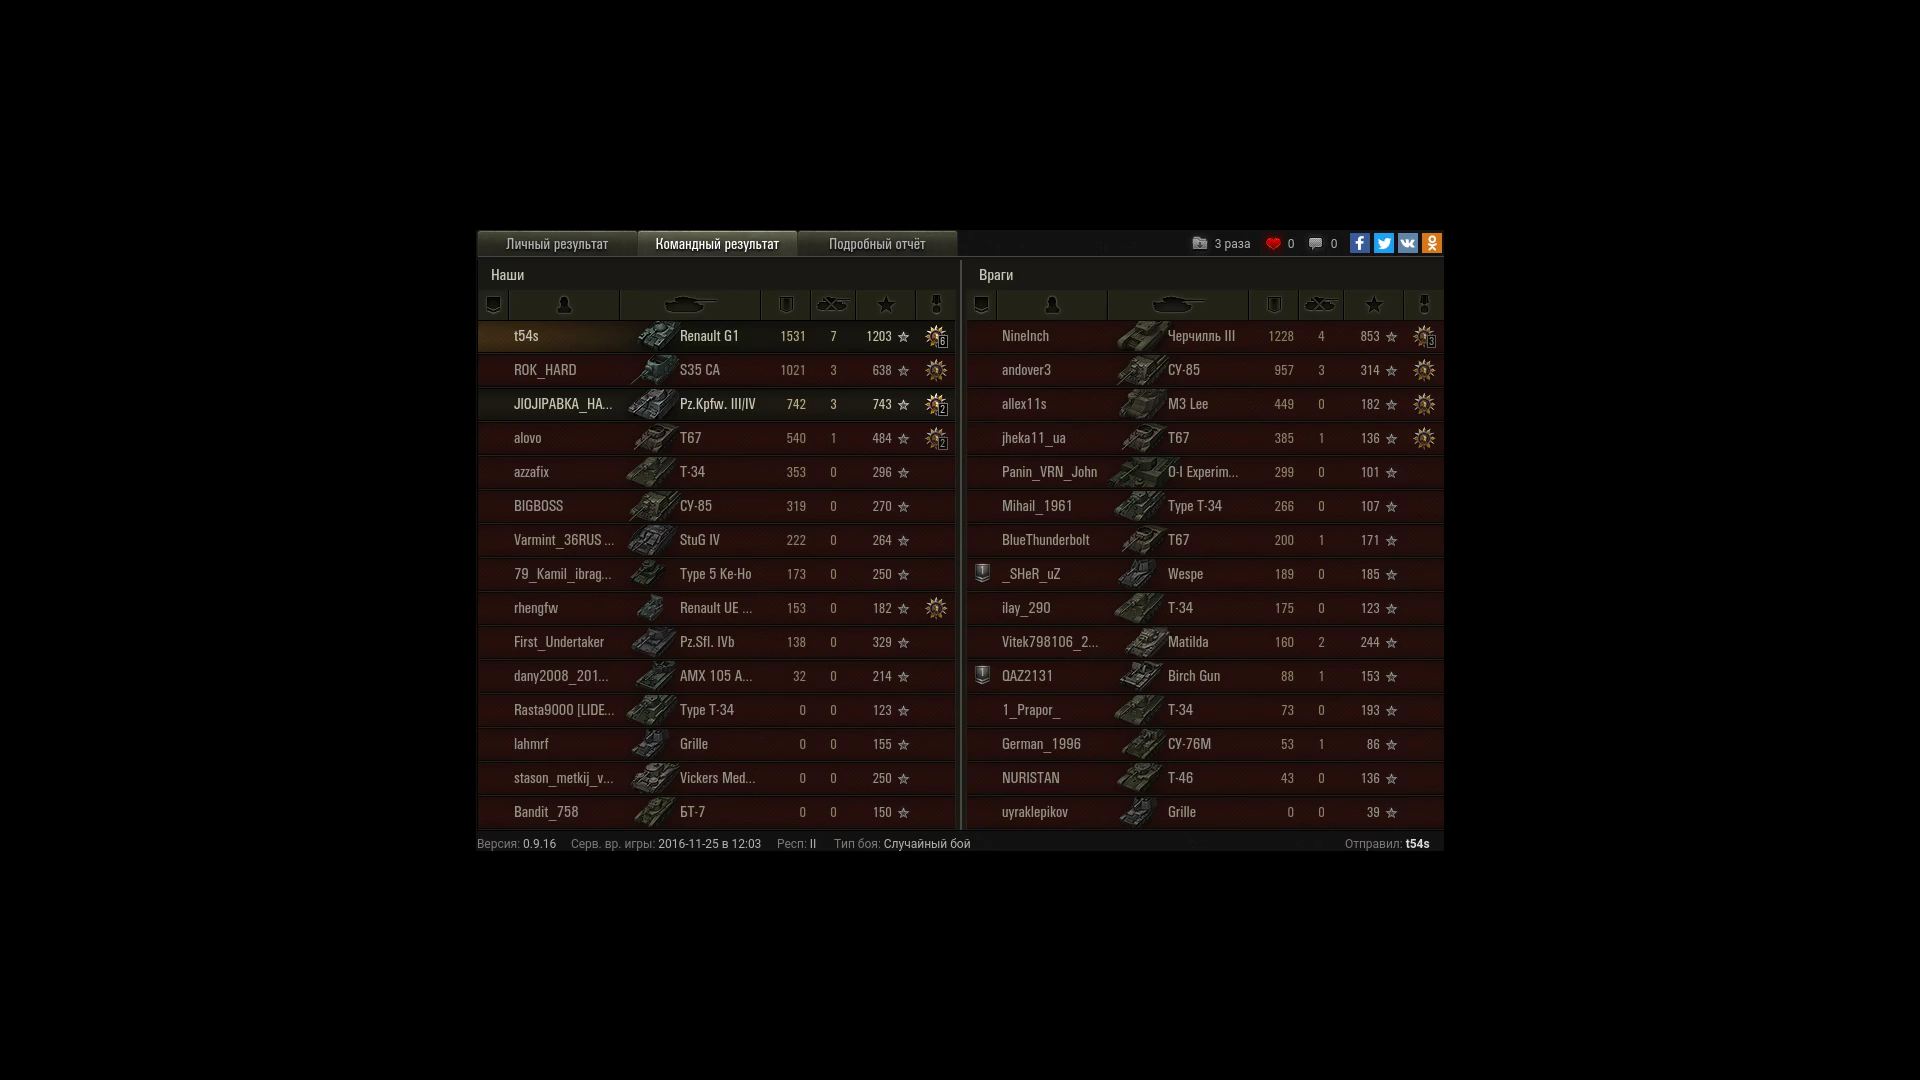 Личный результат Командный результат Подробный отчёт 3 раза 0 0
Наши Враги
t54s Renault G1 1531 7 1203 6 NineInch Черчилль III 1228 4 853 3
ROK_HARD S35 CA 1021 3 638 andover3 СУ-85 957 3 314
JIOJIPABKA_HA... Pz.Kpfw. III/IV 742 3 743 2 allex11s M3 Lee 449 0 182
alovo T67 540 1 484 2 jheka11_ua T67 385 1 136
azzafix Т-34 353 0 296 Panin_VRN_John O-I Experim... 299 0 101
BIGBOSS СУ-85 319 0 270 Mihail_1961 Type T-34 266 0 107
Varmint_36RUS ... StuG IV 222 0 264 BlueThunderbolt T67 200 1 171
79_Kamil_ibrag... Type 5 Ke-Ho 173 0 250 _SHeR_uZ Wespe 189 0 185
rhengfw Renault UE ... 153 0 182 ilay_290 Т-34 175 0 123
First_Undertaker Pz.Sfl. IVb 138 0 329 Vitek798106_2... Matilda 160 2 244
dany2008_201... AMX 105 A... 32 0 214 QAZ2131 Birch Gun 88 1 153
Rasta9000 [LIDE... Type T-34 0 0 123 1_Prapor_ Т-34 73 0 193
lahmrf Grille 0 0 155 German_1996 СУ-76М 53 1 86
stason_metkij_v... Vickers Med... 0 0 250 NURISTAN Т-46 43 0 136
Bandit_758 БТ-7 0 0 150 uyraklepikov Grille 0 0 39
Версия: 0.9.16 Серв. вр. игры: 2016-11-25 в 12:03 Респ: II Тип боя: Случайный бой Отправил: t54s